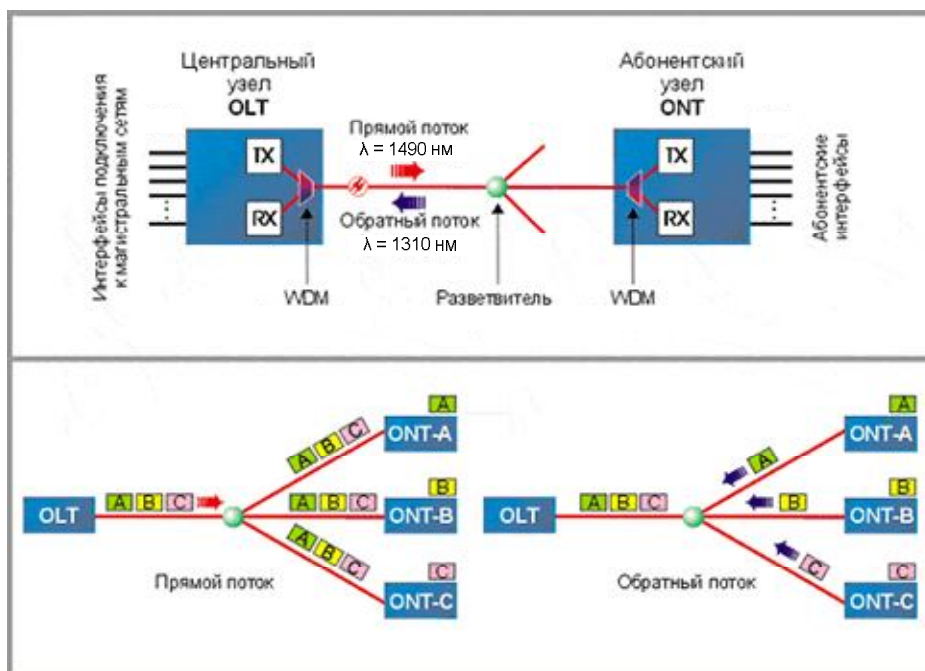 Центральный
узел
OLT
Абонентский
узел
ONT
Интерфейсы подключения
к магистральным сетям
TX
RX
Прямой поток
λ = 1490 нм
Обратный поток
λ = 1310 нм
TX
RX
Абонентские
интерфейсы
WDM
Разветвитель
WDM
A
ONT-A
A B C
B
OLT
A B C
A B C
ONT-B
A B C
C
ONT-C
Прямой поток
A
ONT-A
A
B
OLT
A B C
B
ONT-B
C
C
ONT-C
Обратный поток